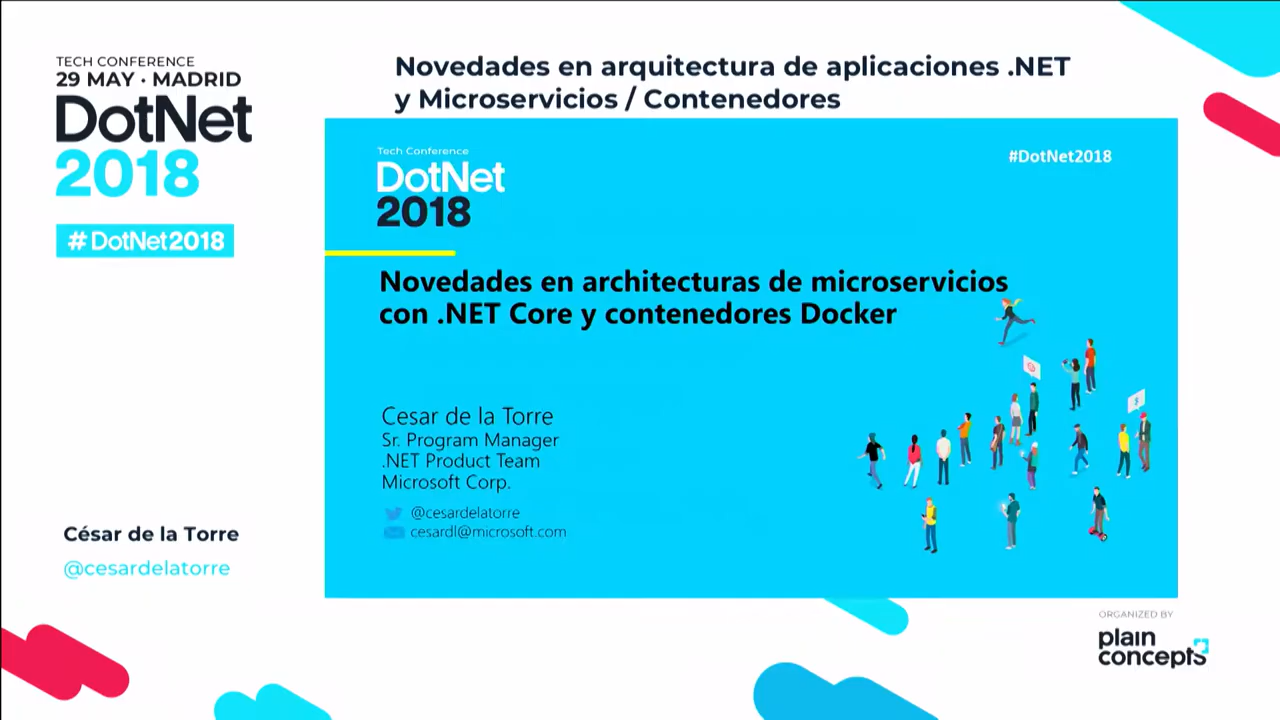 TECH CONFERENCE
29 MAY · MADRID
DotNet
2018
#DotNet2018
Novedades en arquitectura de aplicaciones .NET
y Microservicios / Contenedores
Tech Conference
DotNet
2018
#DotNet2018
Novedades en architecturas de microservicios
con .NET Core y contenedores Docker
Cesar de la Torre
Sr. Program Manager
.NET Product Team
Microsoft Corp.
@cesardelatorre
cesardl@microsoft.com
César de la Torre
@cesardelatorre
ORGANIZED BY
plain
concepts